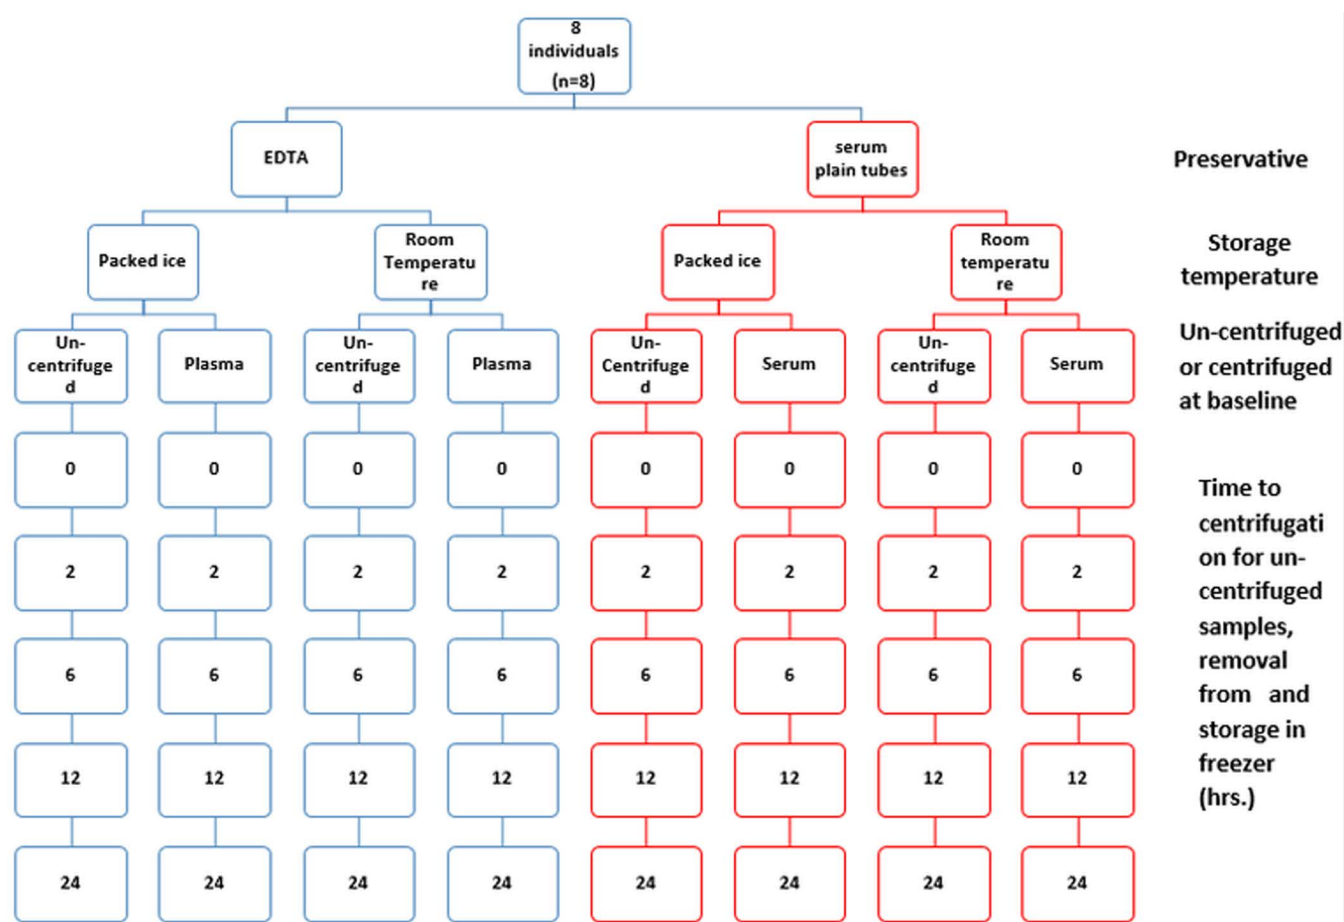 8
individuals
(n=8)
EDTA
serum
plain tubes
Preservative
Packed ice
Room
Temperatu
re
Packed ice
Room
temperatu
re
Storage
temperature
Un-
centrifuge
d
Plasma
Un-
centrifuge
d
Plasma
Un-
Centrifuge
d
Serum
Un-
centrifuge
d
Serum
Un-centrifuged
or centrifuged
at baseline
0 0 0 0 0 0 0 0
2 2 2 2 2 2 2 2
6 6 6 6 6 6 6 6
12 12 12 12 12 12 12 12
24 24 24 24 24 24 24 24
Time to
centrifugati
on for un-
centrifuged
samples,
removal
from and
storage in
freezer
(hrs.)